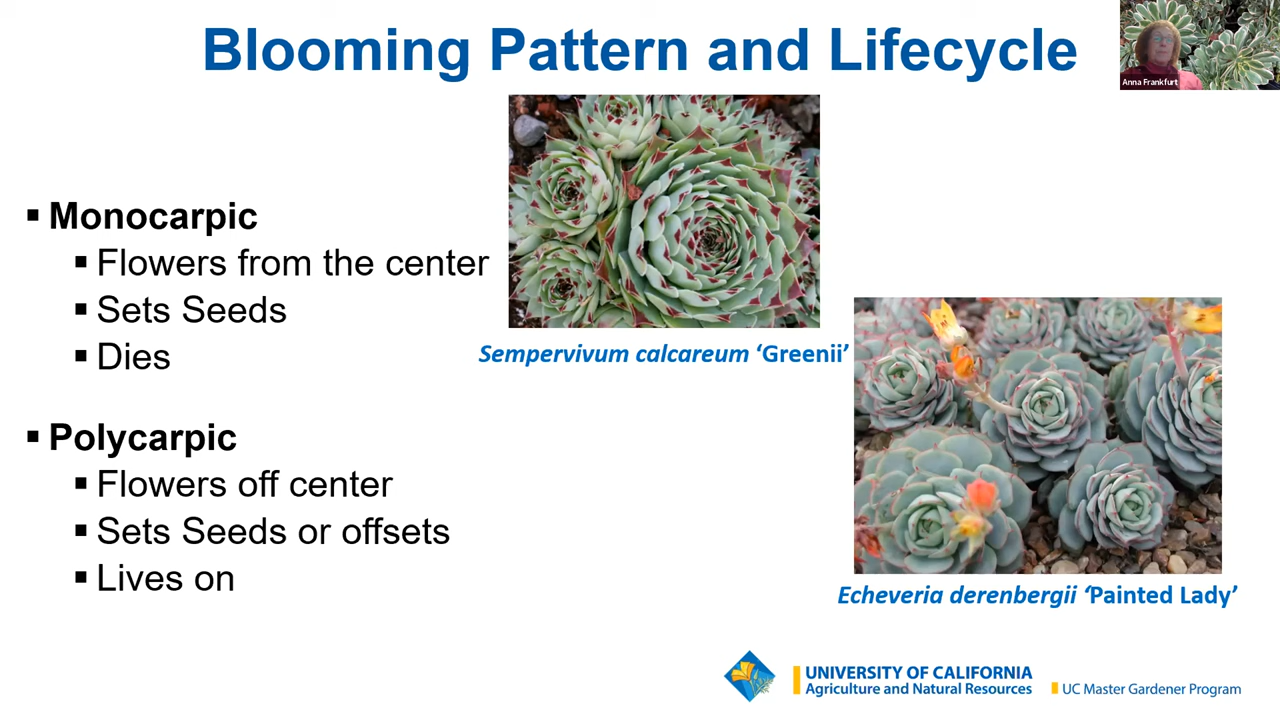 Blooming Pattern and Lifecycle
Anna Frankfurt
▪ Monocarpic
▪ Flowers from the center
▪ Sets Seeds
▪ Dies
Sempervivum calcareum ‘Greenii’
▪ Polycarpic
▪ Flowers off center
▪ Sets Seeds or offsets
▪ Lives on
Echeveria derenbergii ‘Painted Lady’
UNIVERSITY OF CALIFORNIA
Agriculture and Natural Resources
UC Master Gardener Program